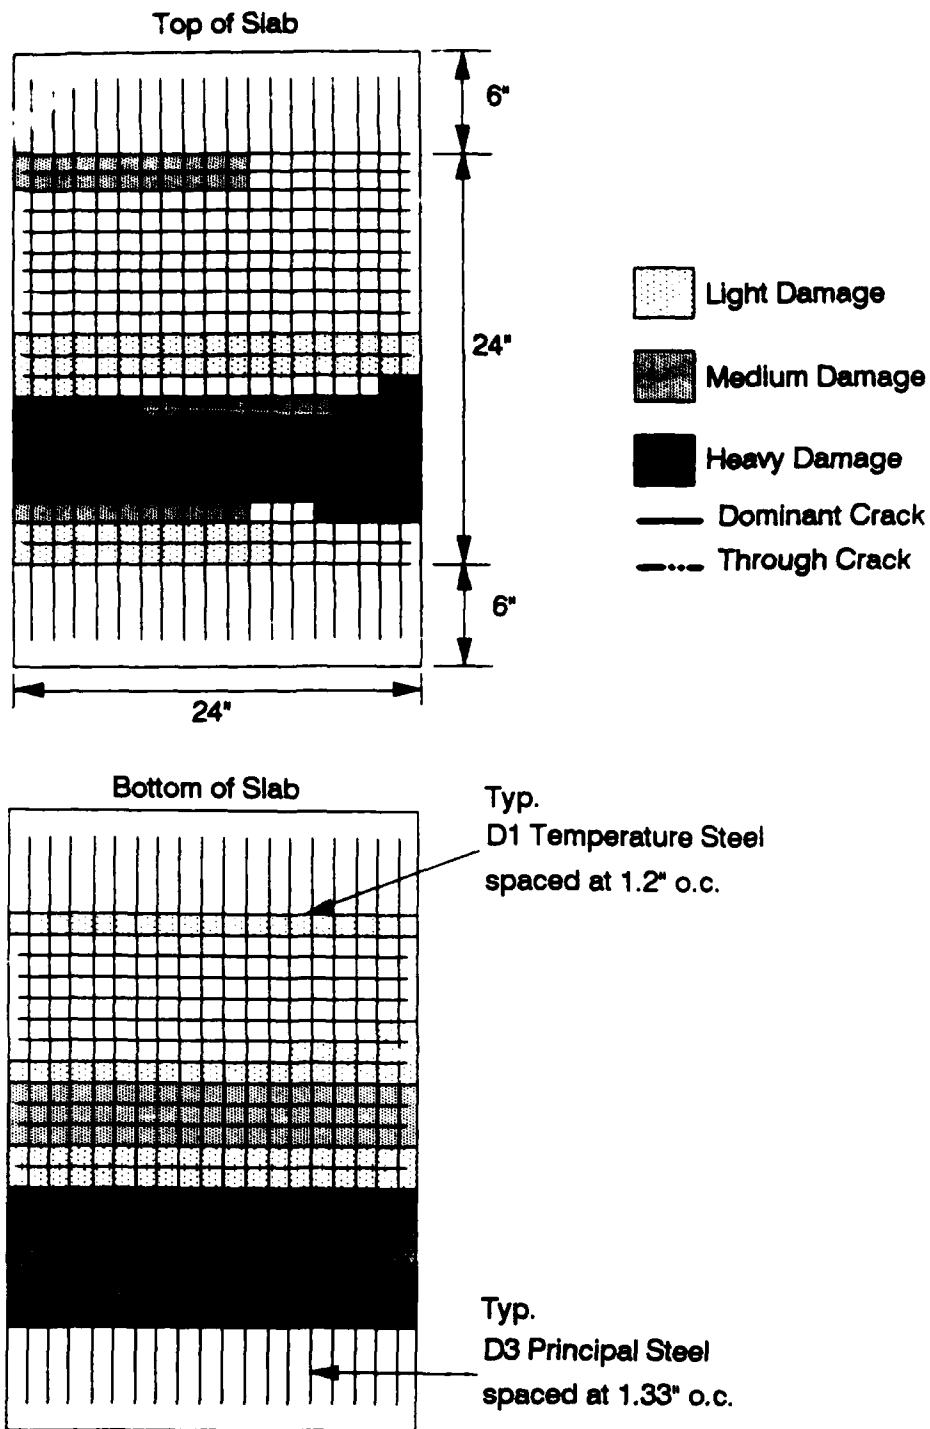 Top of Slab
6"
24"
6"
24"
Light Damage
Medium Damage
Heavy Damage
Dominant Crack
Through Crack
Bottom of Slab
Typ.
D1 Temperature Steel
spaced at 1.2" o.c.
Typ.
D3 Principal Steel
spaced at 1.33" o.c.